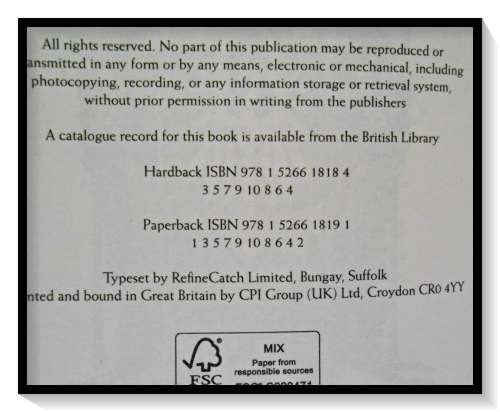 All rights reserved. No part of this publication may be reproduced or
ansmitted in any form or by any means, electronic or mechanical, including
photocopying, recording, or any information storage or retrieval system,
without prior permission in writing from the publishers
A catalogue record for this book is available from the British Library
Hardback ISBN 978 1 5266 1818 4
3 5 7 9 10 8 6 4
Paperback ISBN 978 1 5266 1819 1
1 3 5 7 9 10 8 6 4 2
Typeset by RefineCatch Limited, Bungay, Suffolk
nted and bound in Great Britain by CPI Group (UK) Ltd, Croydon CR0 4YY
MIX
Paper from
responsible sources
FSC